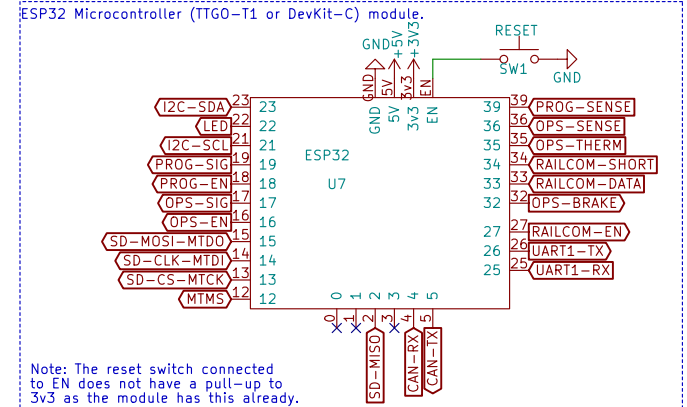 ESP32 Microcontroller (TTGO-T1 or DevKit-C) module.
RESET
SW1
GND
GND
+5V
+3V3
GND
5V
3v3
EN
GND
5V
3v3
EN
I2C-SDA 23 23
LED 22 22
I2C-SCL 21 21
PROG-SIG 19 19
PROG-EN 18 18
OPS-SIG 17 17
OPS-EN 16 16
SD-MOSI-MTDO 15 15
SD-CLK-MTDI 14 14
SD-CS-MTCK 13 13
MTMS 12 12
ESP32
U7
39 39 PROG-SENSE
36 36 OPS-SENSE
35 35 OPS-THERM
34 34 RAILCOM-SHORT
33 33 RAILCOM-DATA
32 32 OPS-BRAKE
27 27 RAILCOM-EN
26 26 UART1-TX
25 25 UART1-RX
0 1 2 3 4 5
0 1 2 3 4 5
SD-MISO
CAN-RX
CAN-TX
Note: The reset switch connected
to EN does not have a pull-up to
3v3 as the module has this already.